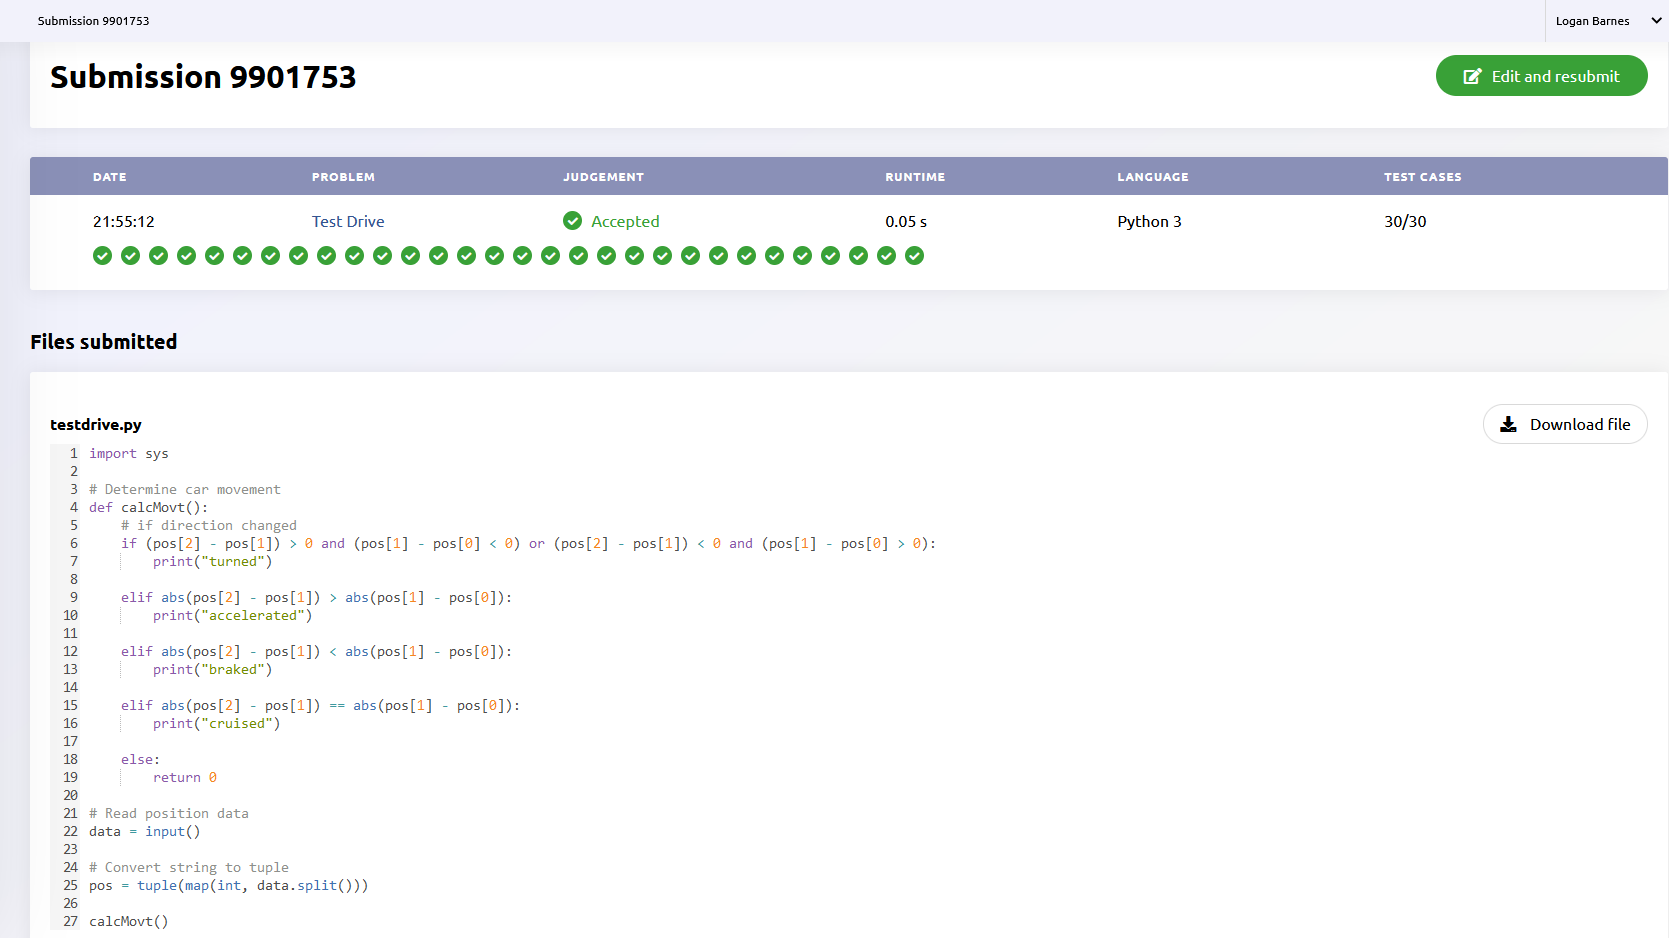 Submission 9901753
Logan Barnes
Submission 9901753
Edit and resubmit
DATE PROBLEM JUDGEMENT RUNTIME LANGUAGE TEST CASES
21:55:12 Test Drive Accepted 0.05 s Python 3 30/30
Files submitted
testdrive.py
Download file
1 import sys
2
3 # Determine car movement
4 def calcMovt():
5     # if direction changed
6     if (pos[2] - pos[1]) > 0 and (pos[1] - pos[0] < 0) or (pos[2] - pos[1]) < 0 and (pos[1] - pos[0] > 0):
7         print("turned")
8
9     elif abs(pos[2] - pos[1]) > abs(pos[1] - pos[0]):
10         print("accelerated")
11
12     elif abs(pos[2] - pos[1]) < abs(pos[1] - pos[0]):
13         print("braked")
14
15     elif abs(pos[2] - pos[1]) == abs(pos[1] - pos[0]):
16         print("cruised")
17
18     else:
19         return 0
20
21 # Read position data
22 data = input()
23
24 # Convert string to tuple
25 pos = tuple(map(int, data.split()))
26
27 calcMovt()